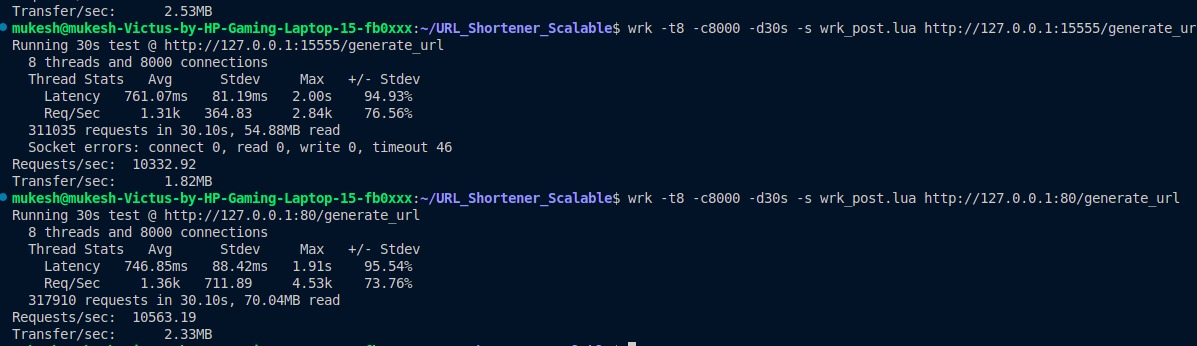 Transfer/sec:      2.53MB
mukesh@mukesh-Victus-by-HP-Gaming-Laptop-15-fb0xxx:~/URL_Shortener_Scalable$ wrk -t8 -c8000 -d30s -s wrk_post.lua http://127.0.0.1:15555/generate_ur
Running 30s test @ http://127.0.0.1:15555/generate_url
  8 threads and 8000 connections
  Thread Stats   Avg      Stdev     Max   +/- Stdev
    Latency   761.07ms   81.19ms   2.00s    94.93%
    Req/Sec     1.31k   364.83     2.84k    76.56%
  311035 requests in 30.10s, 54.88MB read
  Socket errors: connect 0, read 0, write 0, timeout 46
Requests/sec:  10332.92
Transfer/sec:      1.82MB
mukesh@mukesh-Victus-by-HP-Gaming-Laptop-15-fb0xxx:~/URL_Shortener_Scalable$ wrk -t8 -c8000 -d30s -s wrk_post.lua http://127.0.0.1:80/generate_url
Running 30s test @ http://127.0.0.1:80/generate_url
  8 threads and 8000 connections
  Thread Stats   Avg      Stdev     Max   +/- Stdev
    Latency   746.85ms   88.42ms   1.91s    95.54%
    Req/Sec     1.36k   711.89     4.53k    73.76%
  317910 requests in 30.10s, 70.04MB read
Requests/sec:  10563.19
Transfer/sec:      2.33MB